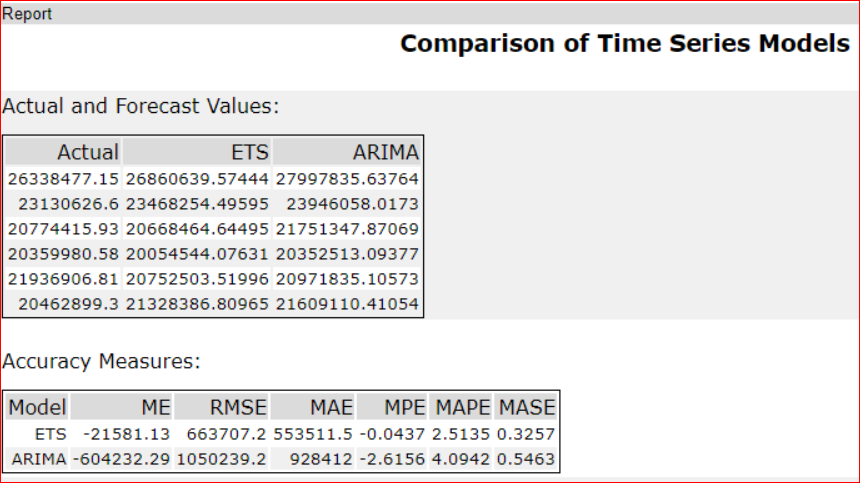 Report
Comparison of Time Series Models
Actual and Forecast Values:
Actual ETS ARIMA
26338477.15 26860639.57444 27997835.63764
23130626.6 23468254.49595 23946058.0173
20774415.93 20668464.64495 21751347.87069
20359980.58 20054544.07631 20352513.09377
21936906.81 20752503.51996 20971835.10573
20462899.3 21328386.80965 21609110.41054
Accuracy Measures:
Model ME RMSE MAE MPE MAPE MASE
ETS -21581.13 663707.2 553511.5 -0.0437 2.5135 0.3257
ARIMA -604232.29 1050239.2 928412 -2.6156 4.0942 0.5463